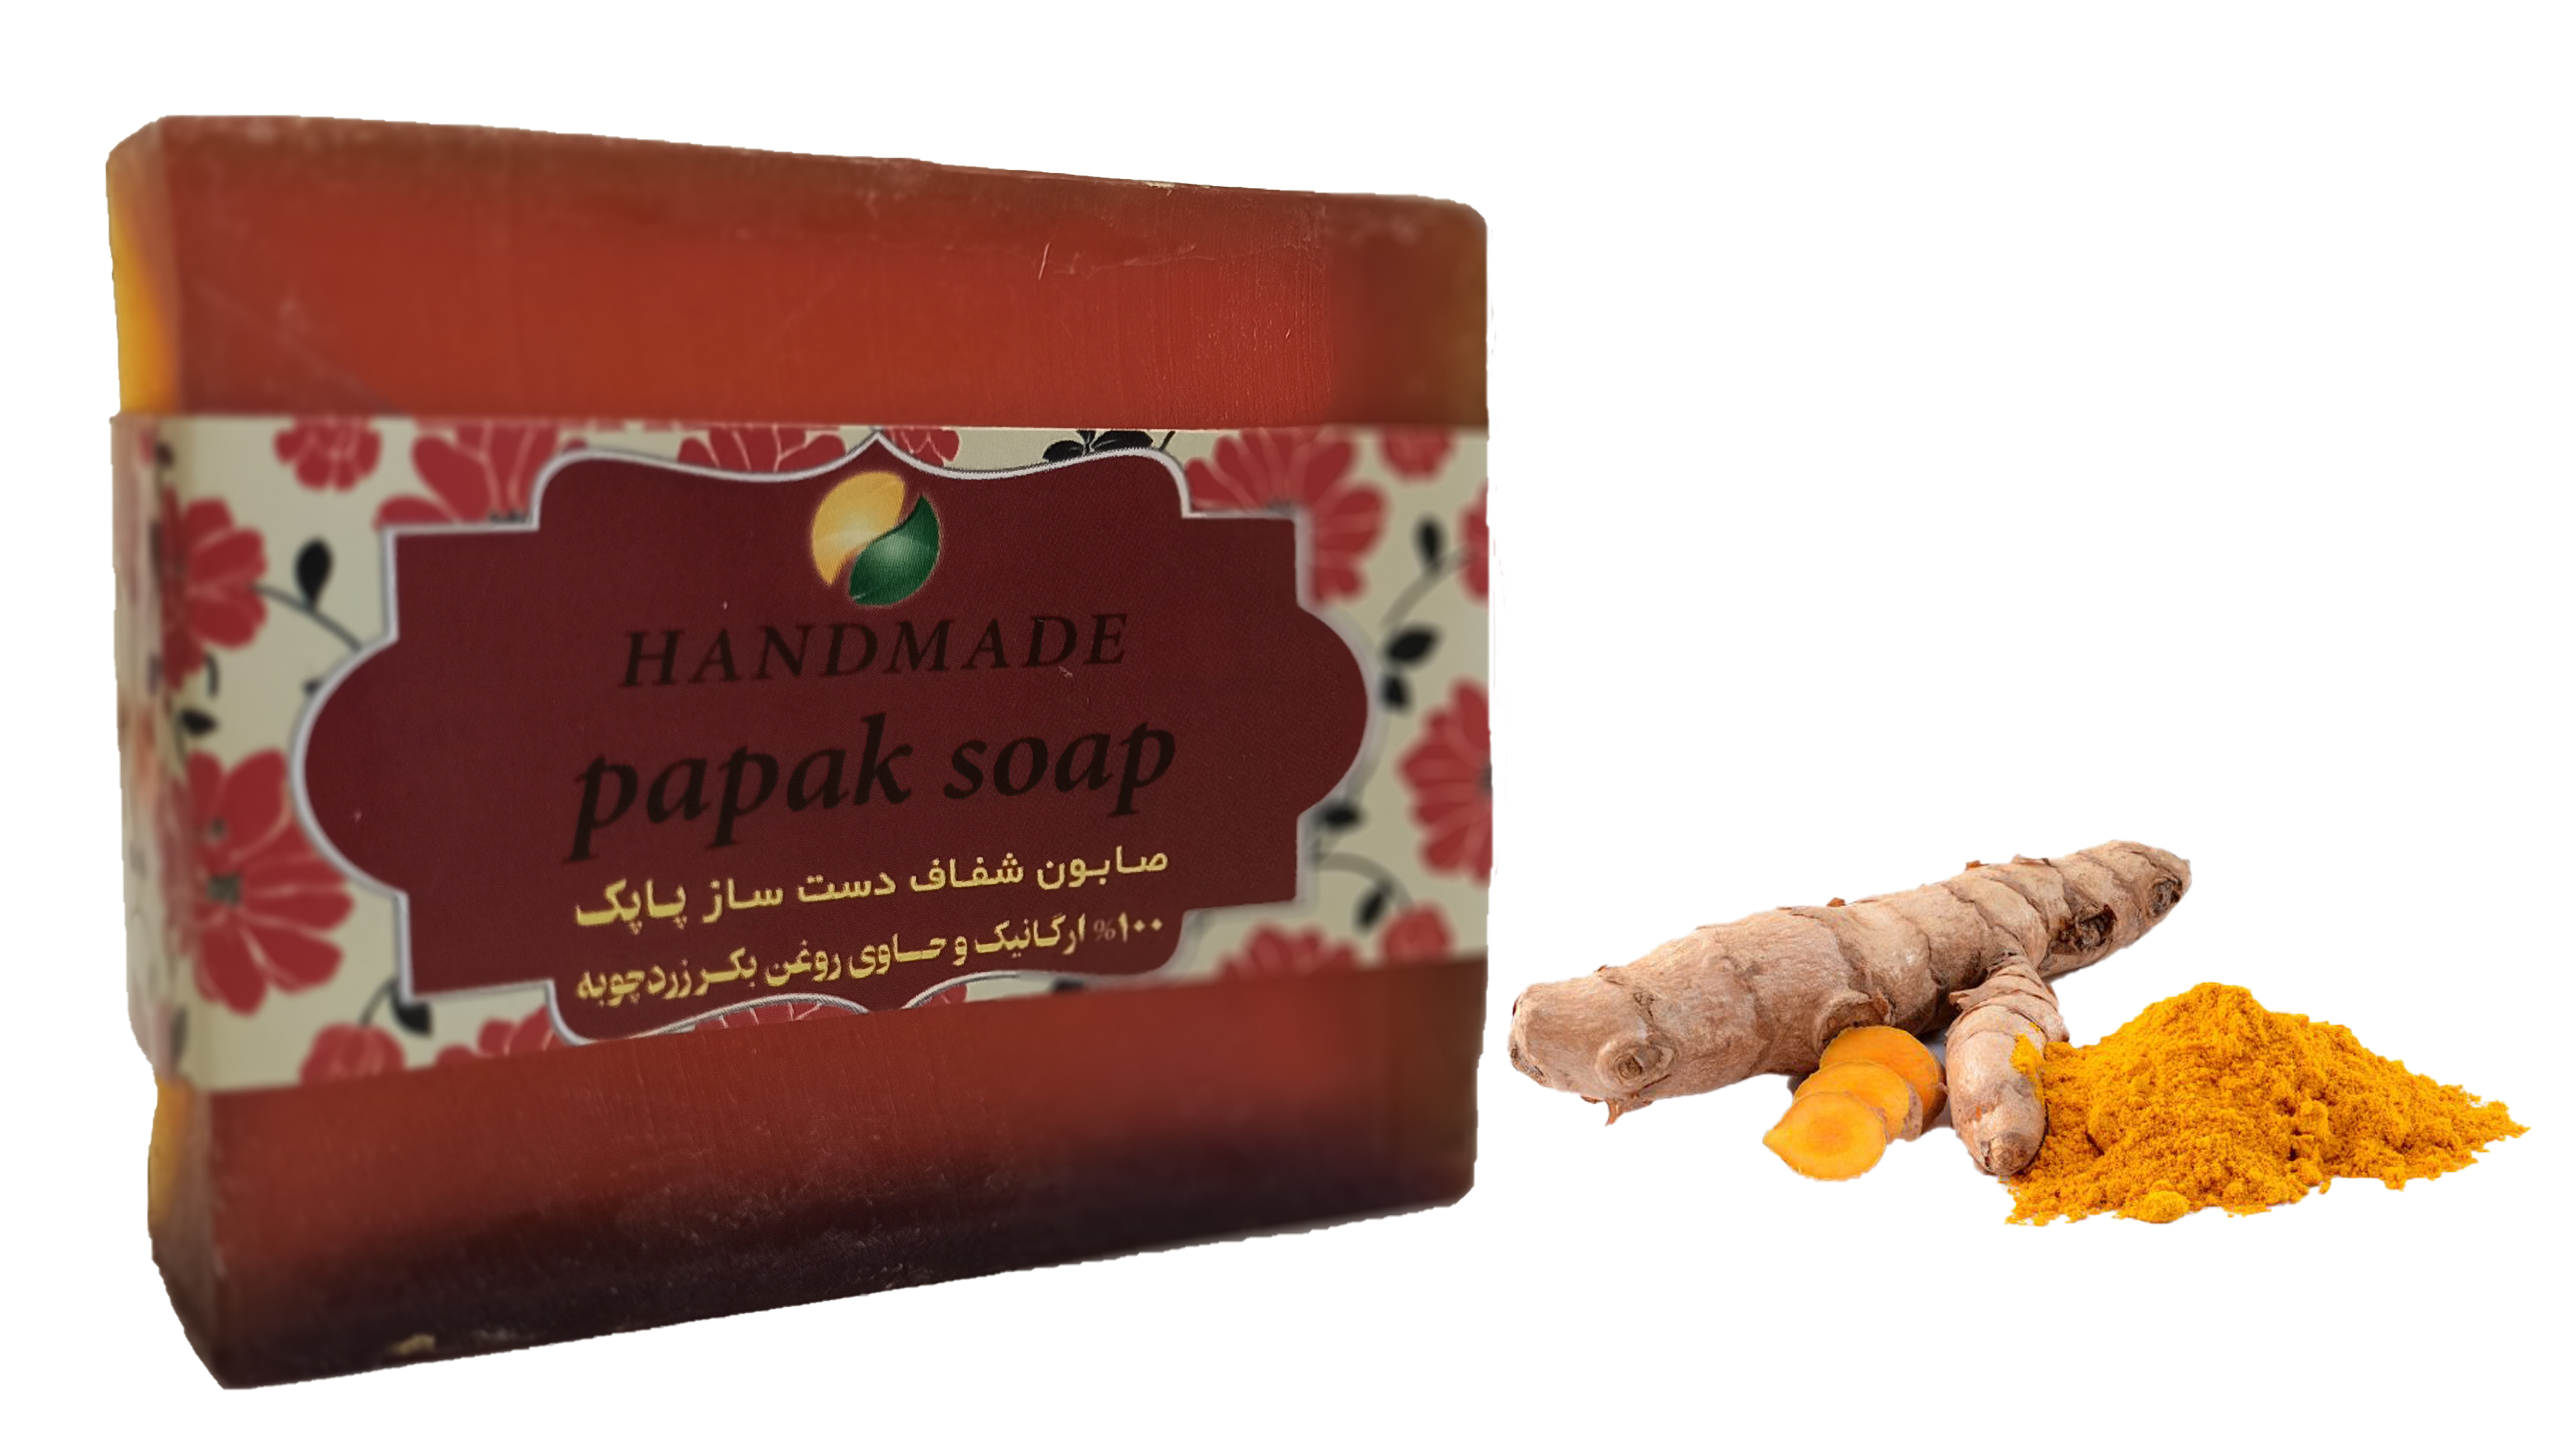 HANDMADE
papak soap
صابون شفاف دست ساز پاپک
۱۰۰% ارگانیک و حاوی روغن بکر زردچوبه